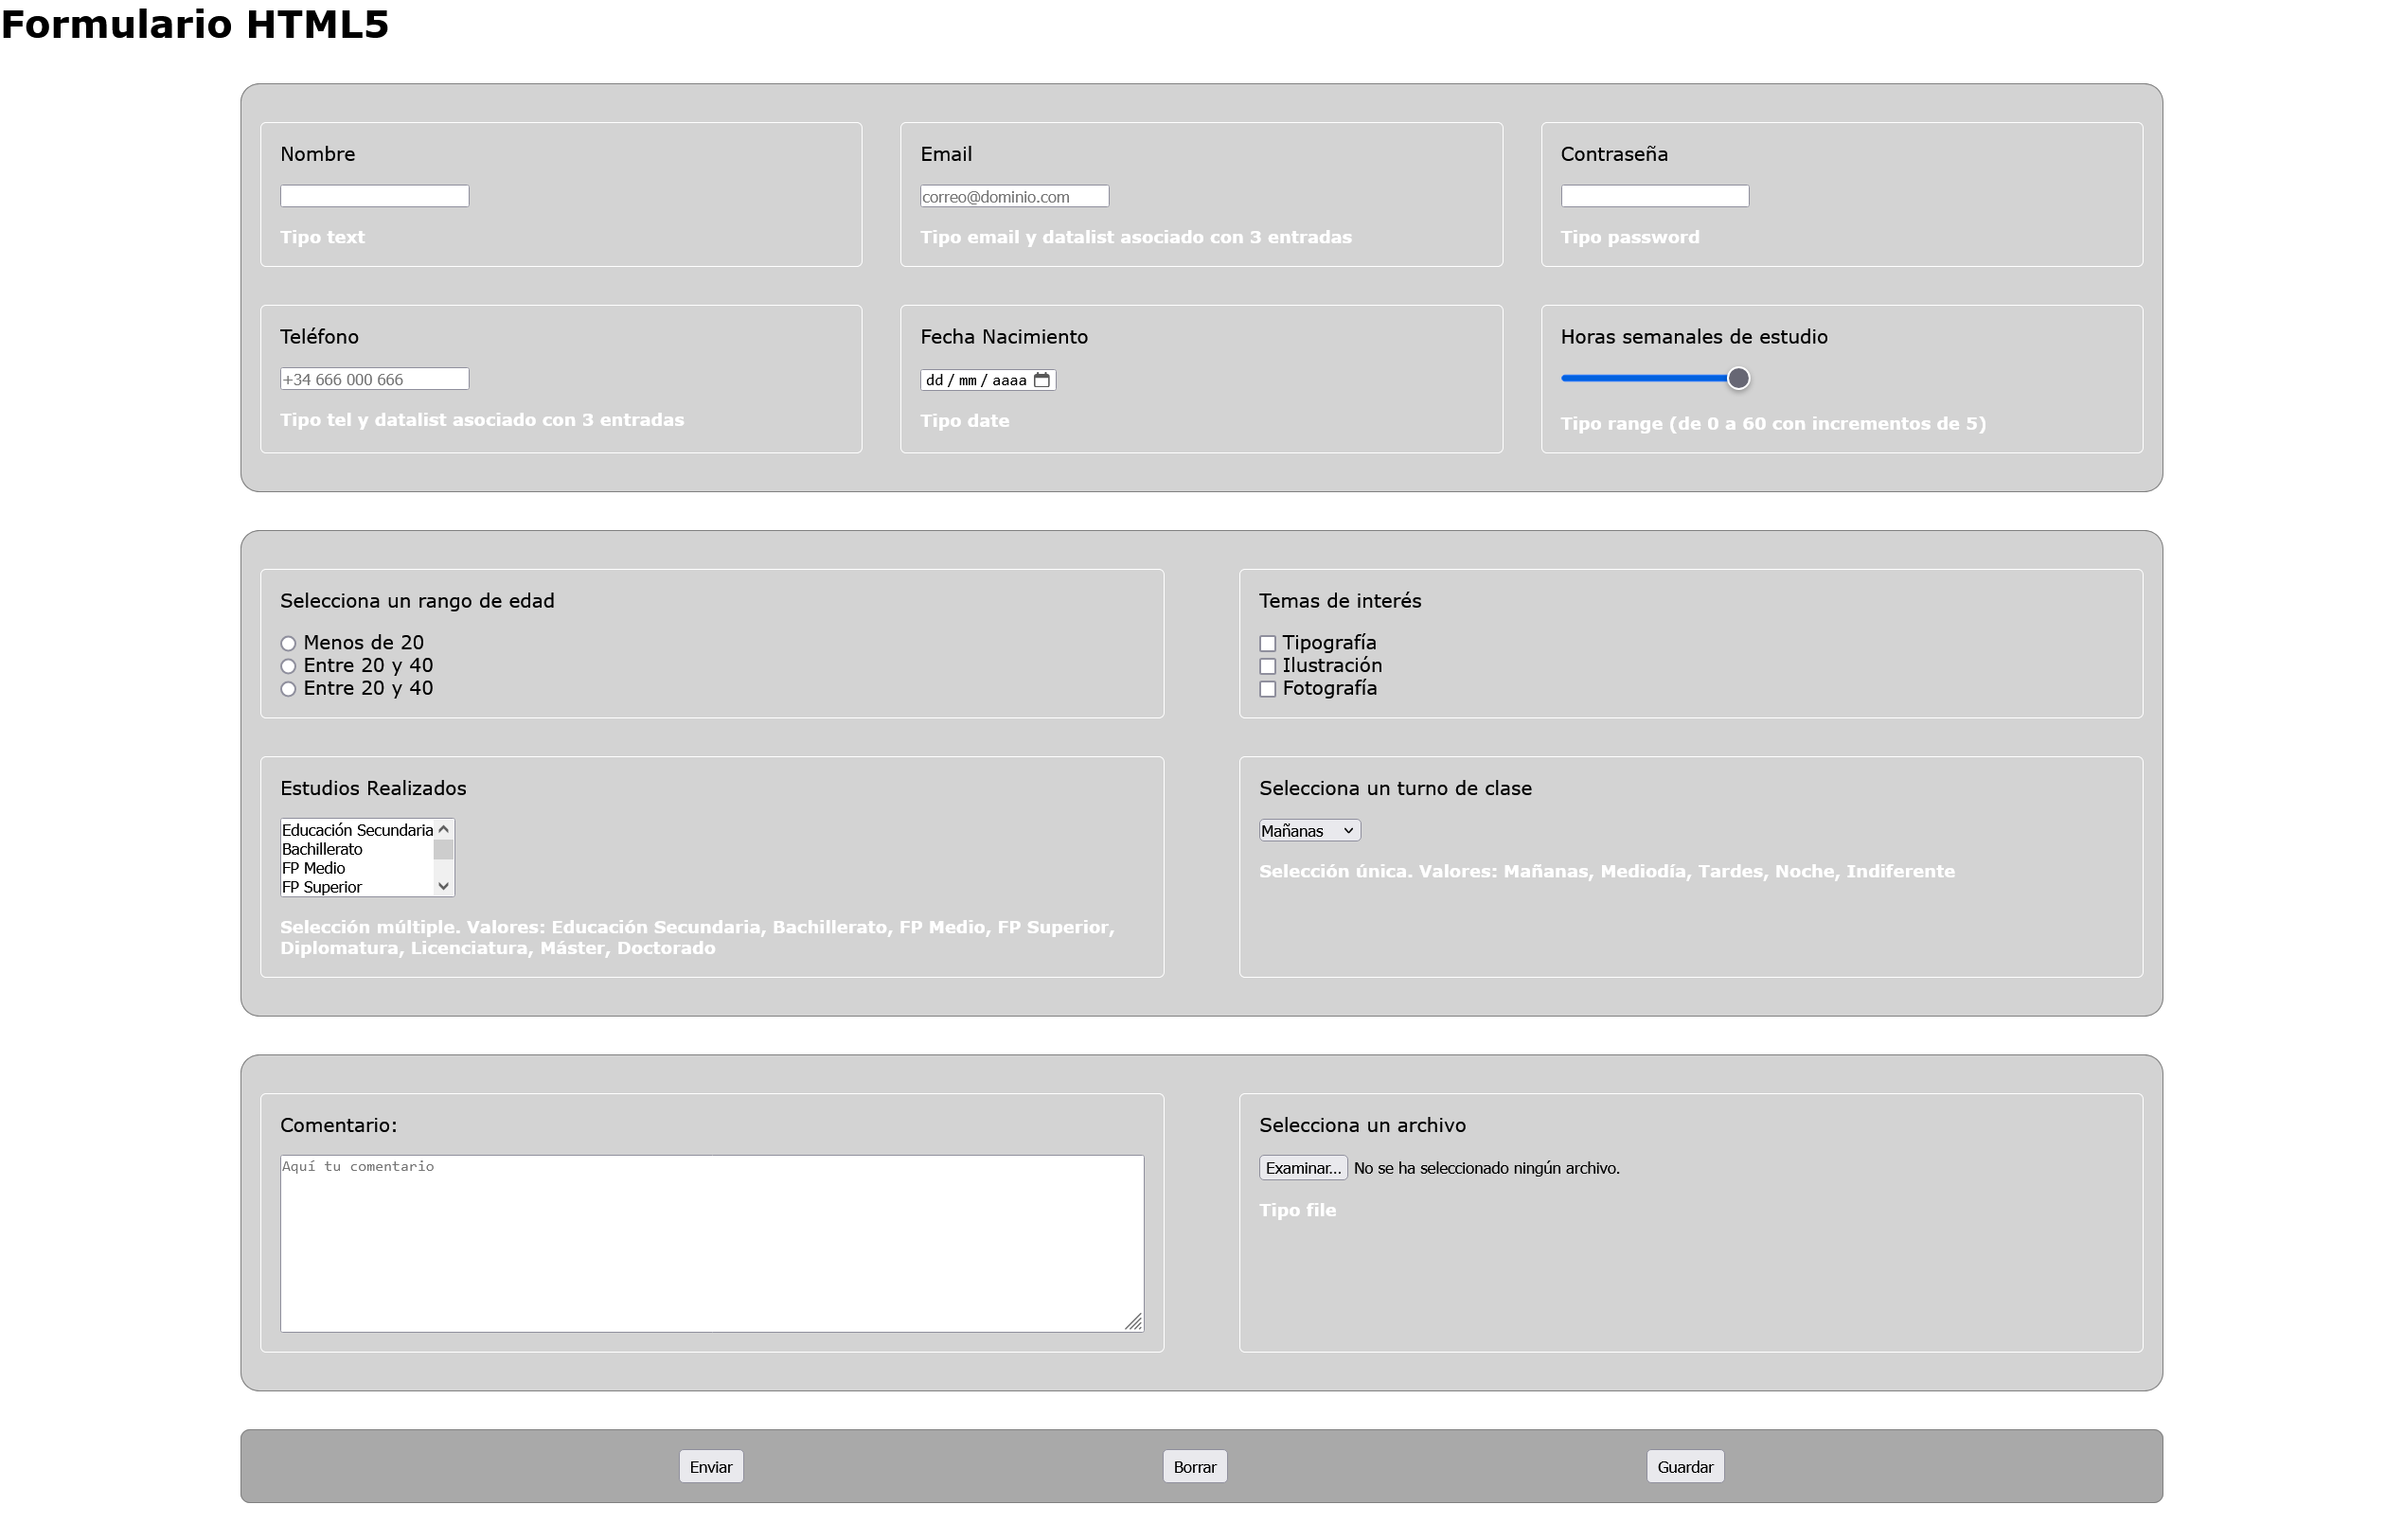 Formulario HTML5
Nombre
Tipo text
Email
correo@dominio.com
Tipo email y datalist asociado con 3 entradas
Contraseña
Tipo password
Teléfono
+34 666 000 666
Tipo tel y datalist asociado con 3 entradas
Fecha Nacimiento
dd / mm / aaaa
Tipo date
Horas semanales de estudio
Tipo range (de 0 a 60 con incrementos de 5)
Selecciona un rango de edad
Menos de 20
Entre 20 y 40
Entre 20 y 40
Temas de interés
Tipografía
Ilustración
Fotografía
Estudios Realizados
Educación Secundaria
Bachillerato
FP Medio
FP Superior
Selección múltiple. Valores: Educación Secundaria, Bachillerato, FP Medio, FP Superior,
Diplomatura, Licenciatura, Máster, Doctorado
Selecciona un turno de clase
Mañanas
Selección única. Valores: Mañanas, Mediodía, Tardes, Noche, Indiferente
Comentario:
Aquí tu comentario
Selecciona un archivo
Examinar... No se ha seleccionado ningún archivo.
Tipo file
Enviar
Borrar
Guardar